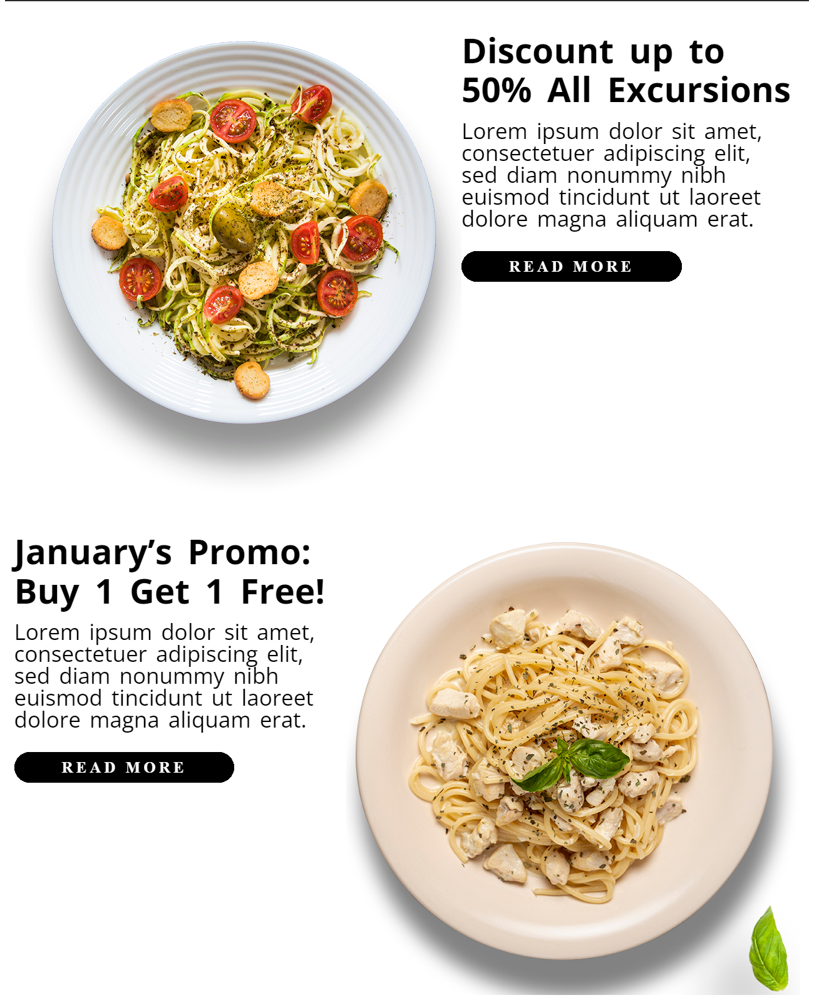 Discount up to
50% All Excursions
Lorem ipsum dolor sit amet,
consectetuer adipiscing elit,
sed diam nonummy nibh
euismod tincidunt ut laoreet
dolore magna aliquam erat.
READ MORE
January’s Promo:
Buy 1 Get 1 Free!
Lorem ipsum dolor sit amet,
consectetuer adipiscing elit,
sed diam nonummy nibh
euismod tincidunt ut laoreet
dolore magna aliquam erat.
READ MORE